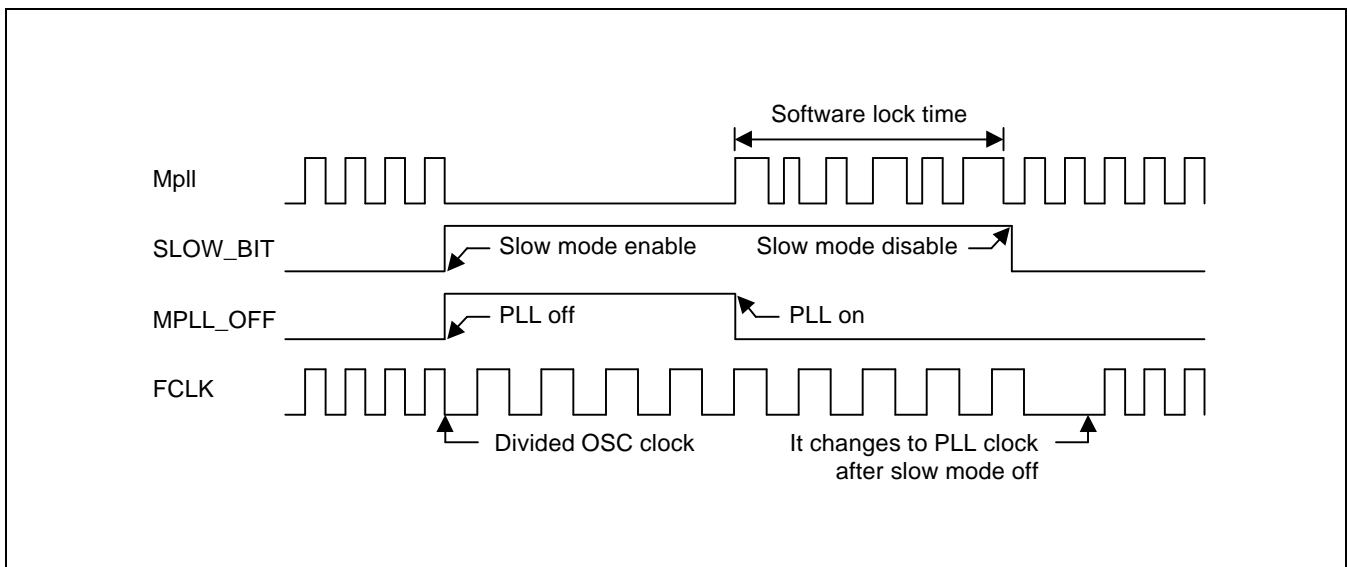 Software lock time
Mpll
SLOW_BIT
Slow mode enable
Slow mode disable
MPLL_OFF
PLL off
PLL on
FCLK
Divided OSC clock
It changes to PLL clock
after slow mode off